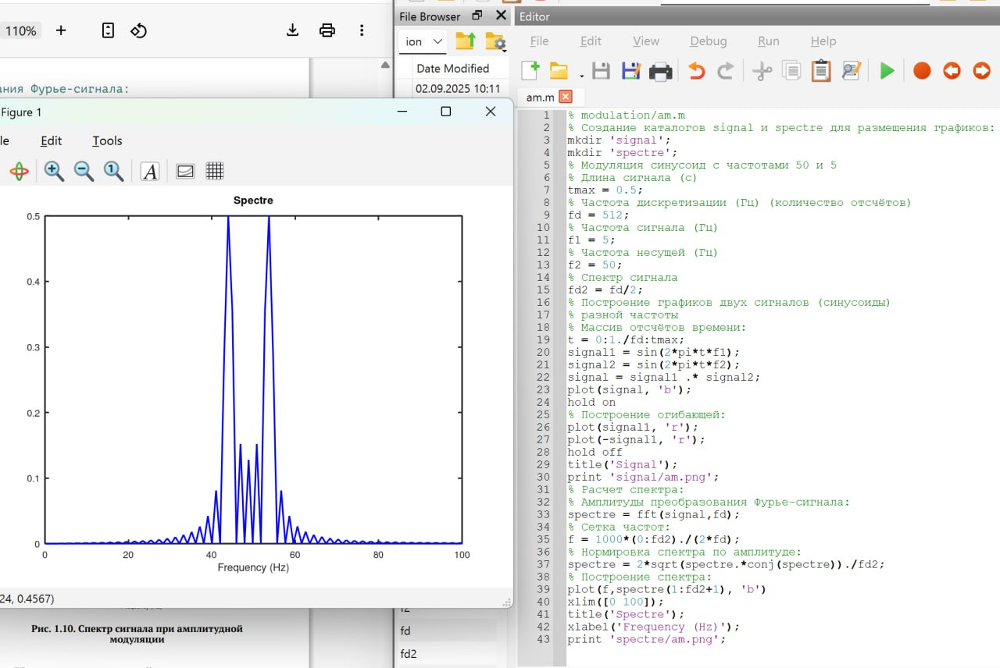 110%
ания Фурье-сигнала:
Figure 1
le Edit Tools
A
Spectre
0.5
0.4
0.3
0.2
0.1
0
0 20 40 60 80 100
Frequency (Hz)
24, 0.4567)
Рис. 1.10. Спектр сигнала при амплитудной
модуляции
File Browser
ion
Date Modified
02.09.2025 10:11
f2
fd
fd2
Editor
File Edit View Debug Run Help
am.m
1 % modulation/am.m
2 % Создание каталогов signal и spectre для размещения графиков:
3 mkdir 'signal';
4 mkdir 'spectre';
5 % Модуляция синусоид с частотами 50 и 5
6 % Длина сигнала (с)
7 tmax = 0.5;
8 % Частота дискретизации (Гц) (количество отсчётов)
9 fd = 512;
10 % Частота сигнала (Гц)
11 f1 = 5;
12 % Частота несущей (Гц)
13 f2 = 50;
14 % Спектр сигнала
15 fd2 = fd/2;
16 % Построение графиков двух сигналов (синусоиды)
17 % разной частоты
18 % Массив отсчётов времени:
19 t = 0:1./fd:tmax;
20 signal1 = sin(2*pi*t*f1);
21 signal2 = sin(2*pi*t*f2);
22 signal = signal1 .* signal2;
23 plot(signal, 'b');
24 hold on
25 % Построение огибающей:
26 plot(signal1, 'r');
27 plot(-signal1, 'r');
28 hold off
29 title('Signal');
30 print 'signal/am.png';
31 % Расчет спектра:
32 % Амплитуды преобразования Фурье-сигнала:
33 spectre = fft(signal,fd);
34 % Сетка частот:
35 f = 1000*(0:fd2)./(2*fd);
36 % Нормировка спектра по амплитуде:
37 spectre = 2*sqrt(spectre.*conj(spectre))./fd2;
38 % Построение спектра:
39 plot(f,spectre(1:fd2+1), 'b')
40 xlim([0 100]);
41 title('Spectre');
42 xlabel('Frequency (Hz)');
43 print 'spectre/am.png';